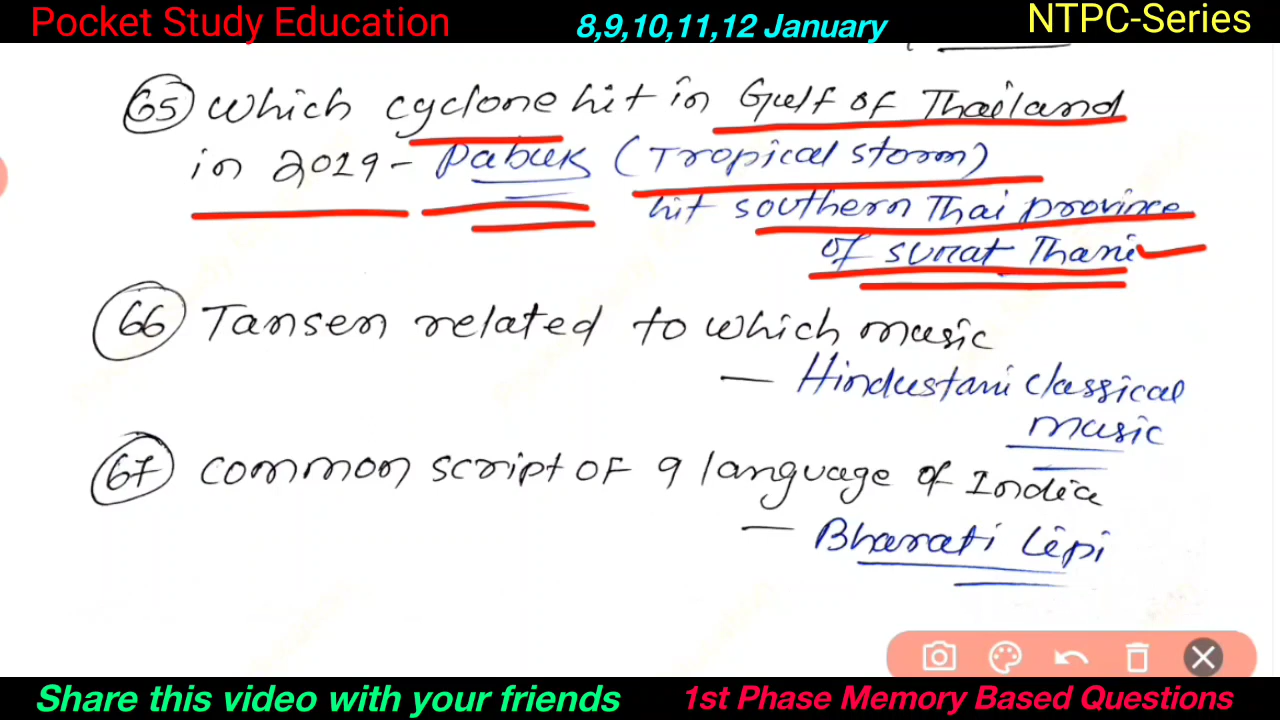 Pocket Study Education
8,9,10,11,12 January
NTPC-Series
65 Which cyclone hit in Gulf of Thailand
in 2019 - Pabuk (Tropical storm)
hit southern Thai province
of surat Thani
66 Tansen related to which music
— Hindustani classical
music
67 common script of 9 language of India
— Bharati Lipi
Share this video with your friends
1st Phase Memory Based Questions